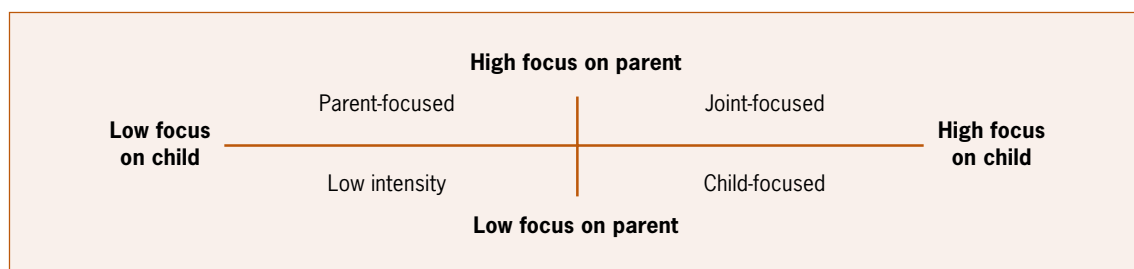 High focus on parent
Parent-focused
Joint-focused
Low focus
on child
High focus
on child
Low intensity
Child-focused
Low focus on parent